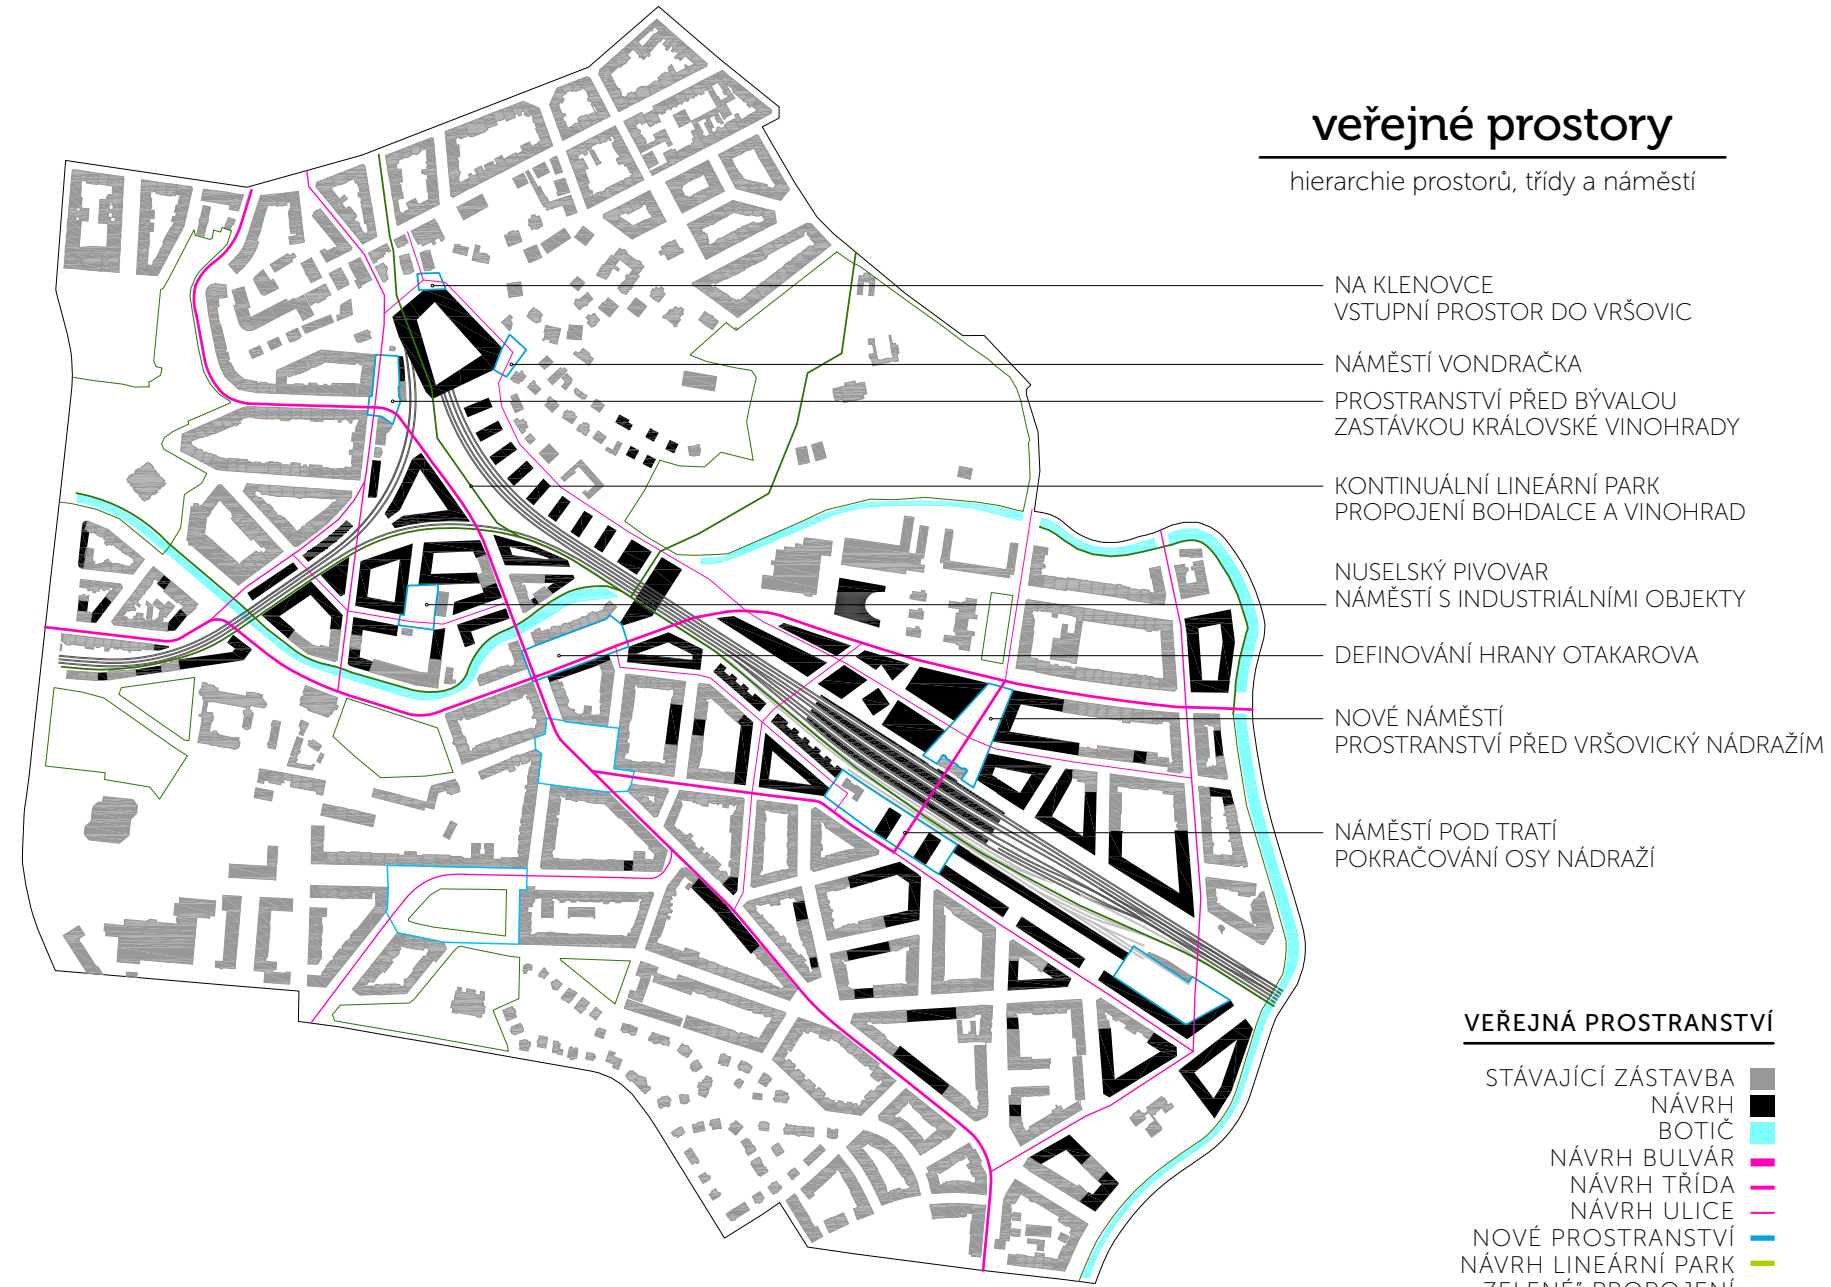 veřejné prostory
hierarchie prostorů, třídy a náměstí
NA KLENOVCE
VSTUPNÍ PROSTOR DO VRŠOVIC
NÁMĚSTÍ VONDRAČKA
PROSTRANSTVÍ PŘED BÝVALOU
ZASTÁVKOU KRÁLOVSKÉ VINOHRADY
KONTINUÁLNÍ LINEÁRNÍ PARK
PROPOJENÍ BOHDALCE A VINOHRAD
NUSELSKÝ PIVOVAR
NÁMĚSTÍ S INDUSTRIÁLNÍMI OBJEKTY
DEFINOVÁNÍ HRANY OTAKAROVA
NOVÉ NÁMĚSTÍ
PROSTRANSTVÍ PŘED VRŠOVICKÝ NÁDRAŽÍM
NÁMĚSTÍ POD TRATÍ
POKRAČOVÁNÍ OSY NÁDRAŽÍ
VEŘEJNÁ PROSTRANSTVÍ
STÁVAJÍCÍ ZÁSTAVBA
NÁVRH
BOTIČ
NÁVRH BULVÁR
NÁVRH TŘÍDA
NÁVRH ULICE
NOVÉ PROSTRANSTVÍ
NÁVRH LINEÁRNÍ PARK
ZELENÉ" PROPOJENÍ